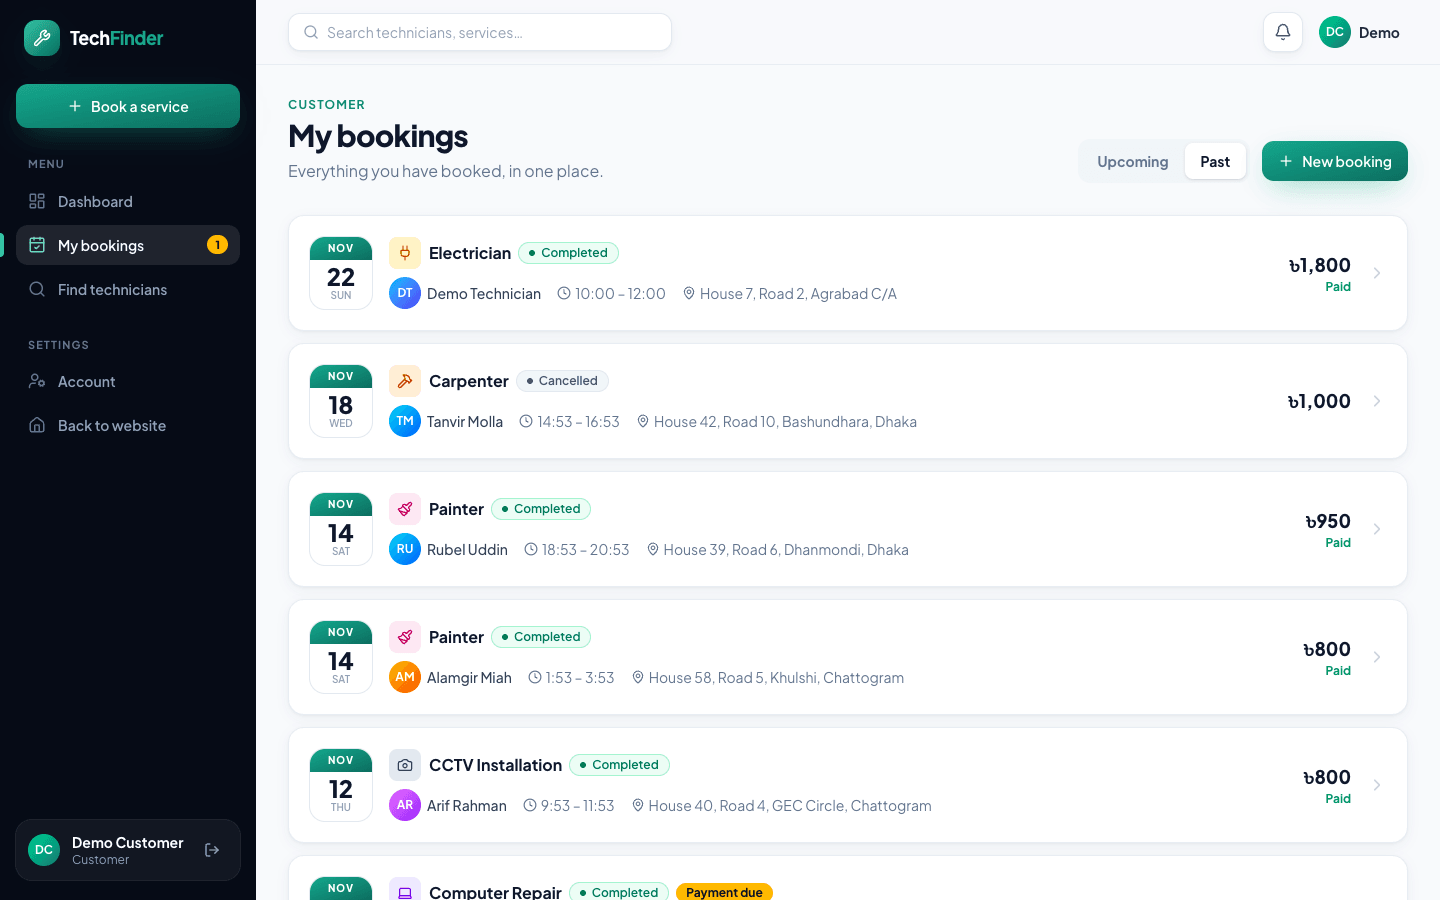 TechFinder
Book a service
MENU
Dashboard
My bookings 1
Find technicians
SETTINGS
Account
Back to website
DC Demo Customer
Customer
Search technicians, services…
DC Demo
CUSTOMER
My bookings
Everything you have booked, in one place.
Upcoming Past New booking
NOV 22 SUN
Electrician Completed
DT Demo Technician 10:00 – 12:00 House 7, Road 2, Agrabad C/A
৳1,800
Paid
NOV 18 WED
Carpenter Cancelled
TM Tanvir Molla 14:53 – 16:53 House 42, Road 10, Bashundhara, Dhaka
৳1,000
NOV 14 SAT
Painter Completed
RU Rubel Uddin 18:53 – 20:53 House 39, Road 6, Dhanmondi, Dhaka
৳950
Paid
NOV 14 SAT
Painter Completed
AM Alamgir Miah 1:53 – 3:53 House 58, Road 5, Khulshi, Chattogram
৳800
Paid
NOV 12 THU
CCTV Installation Completed
AR Arif Rahman 9:53 – 11:53 House 40, Road 4, GEC Circle, Chattogram
৳800
Paid
NOV
Computer Repair Completed Payment due